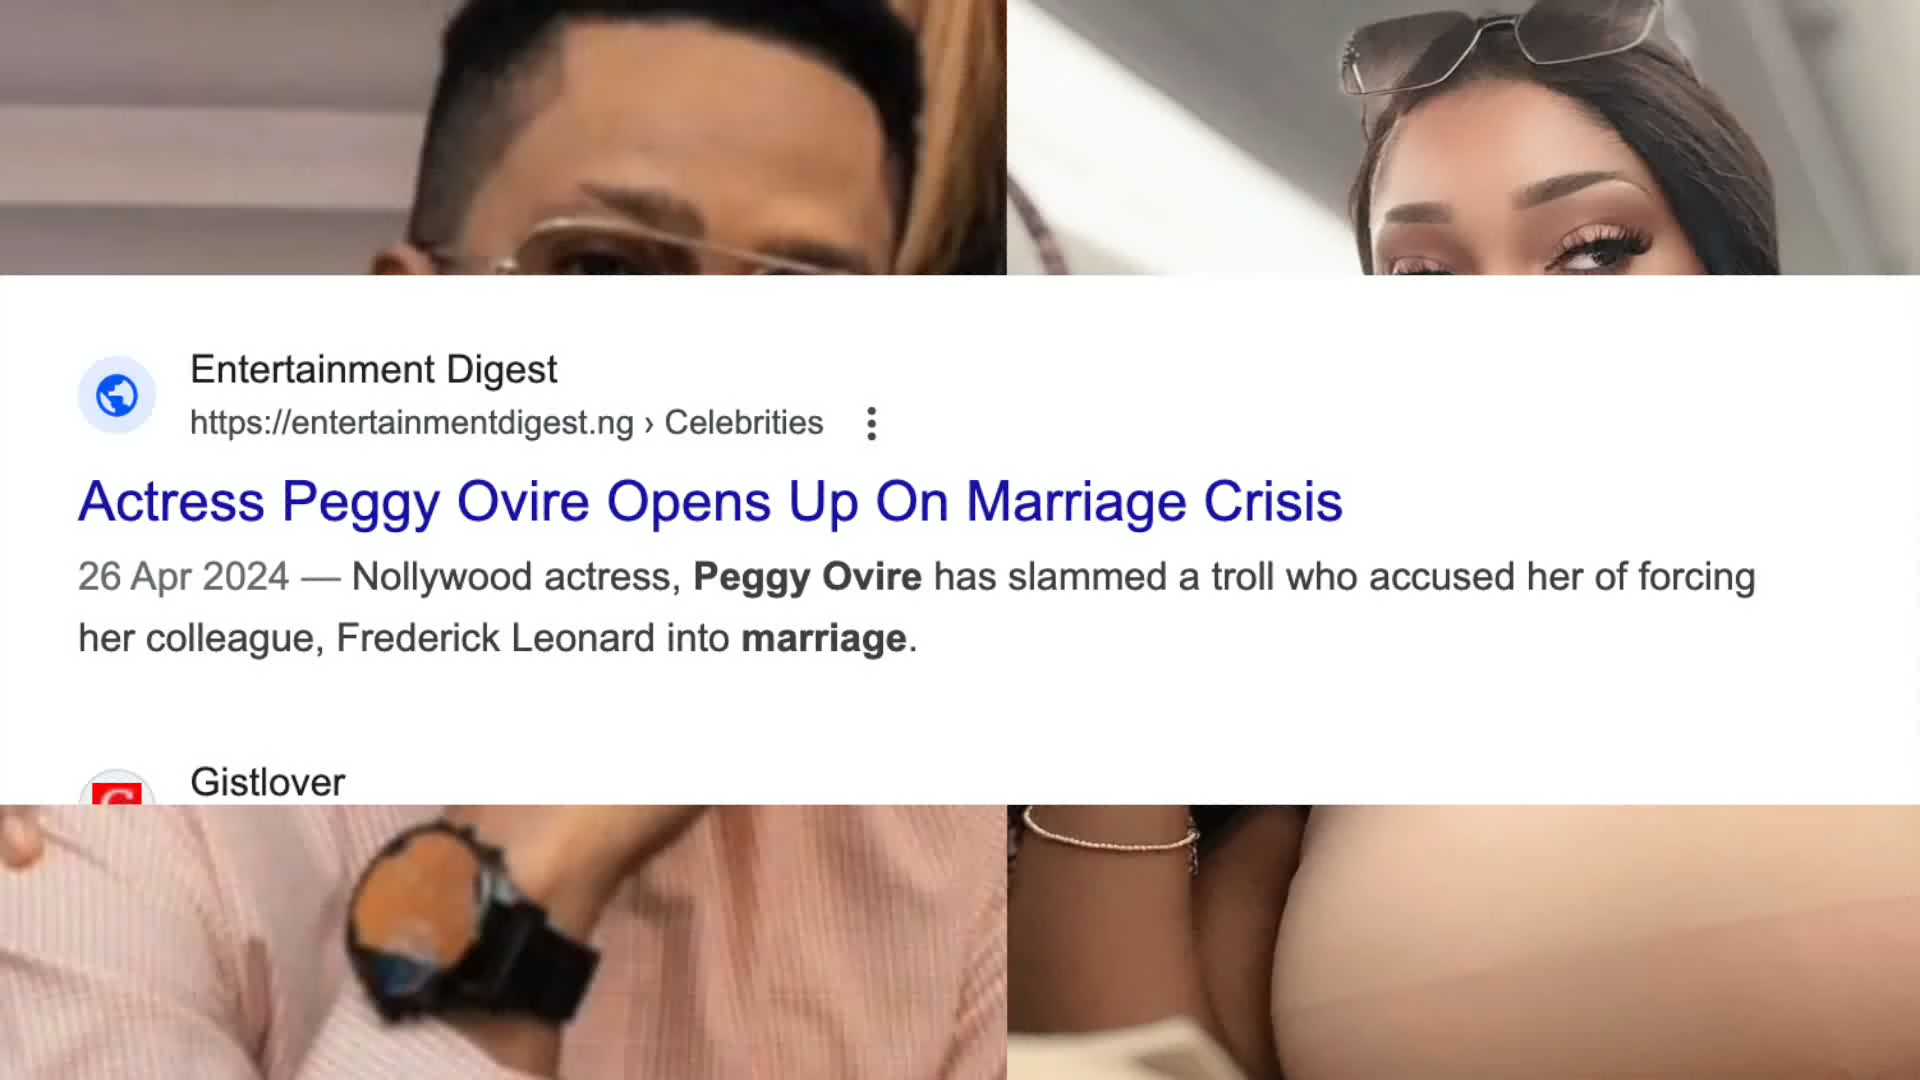 Entertainment Digest
https://entertainmentdigest.ng › Celebrities
Actress Peggy Ovire Opens Up On Marriage Crisis
26 Apr 2024 — Nollywood actress, Peggy Ovire has slammed a troll who accused her of forcing
her colleague, Frederick Leonard into marriage.
Gistlover